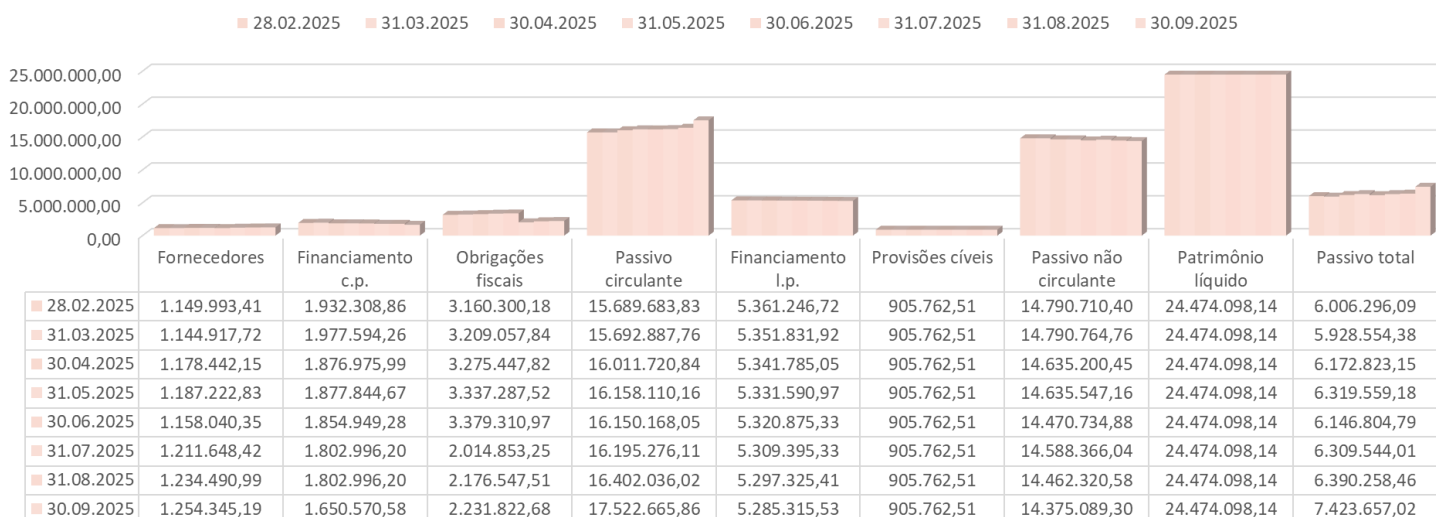 28.02.2025 31.03.2025 30.04.2025 31.05.2025 30.06.2025 31.07.2025 31.08.2025 30.09.2025
25.000.000,00
20.000.000,00
15.000.000,00
10.000.000,00
5.000.000,00
0,00
Fornecedores Financiamento c.p. Obrigações fiscais Passivo circulante Financiamento l.p. Provisões cíveis Passivo não circulante Patrimônio líquido Passivo total
28.02.2025 1.149.993,41 1.932.308,86 3.160.300,18 15.689.683,83 5.361.246,72 905.762,51 14.790.710,40 24.474.098,14 6.006.296,09
31.03.2025 1.144.917,72 1.977.594,26 3.209.057,84 15.692.887,76 5.351.831,92 905.762,51 14.790.764,76 24.474.098,14 5.928.554,38
30.04.2025 1.178.442,15 1.876.975,99 3.275.447,82 16.011.720,84 5.341.785,05 905.762,51 14.635.200,45 24.474.098,14 6.172.823,15
31.05.2025 1.187.222,83 1.877.844,67 3.337.287,52 16.158.110,16 5.331.590,97 905.762,51 14.635.547,16 24.474.098,14 6.319.559,18
30.06.2025 1.158.040,35 1.854.949,28 3.379.310,97 16.150.168,05 5.320.875,33 905.762,51 14.470.734,88 24.474.098,14 6.146.804,79
31.07.2025 1.211.648,42 1.802.996,20 2.014.853,25 16.195.276,11 5.309.395,33 905.762,51 14.588.366,04 24.474.098,14 6.309.544,01
31.08.2025 1.234.490,99 1.802.996,20 2.176.547,51 16.402.036,02 5.297.325,41 905.762,51 14.462.320,58 24.474.098,14 6.390.258,46
30.09.2025 1.254.345,19 1.650.570,58 2.231.822,68 17.522.665,86 5.285.315,53 905.762,51 14.375.089,30 24.474.098,14 7.423.657,02